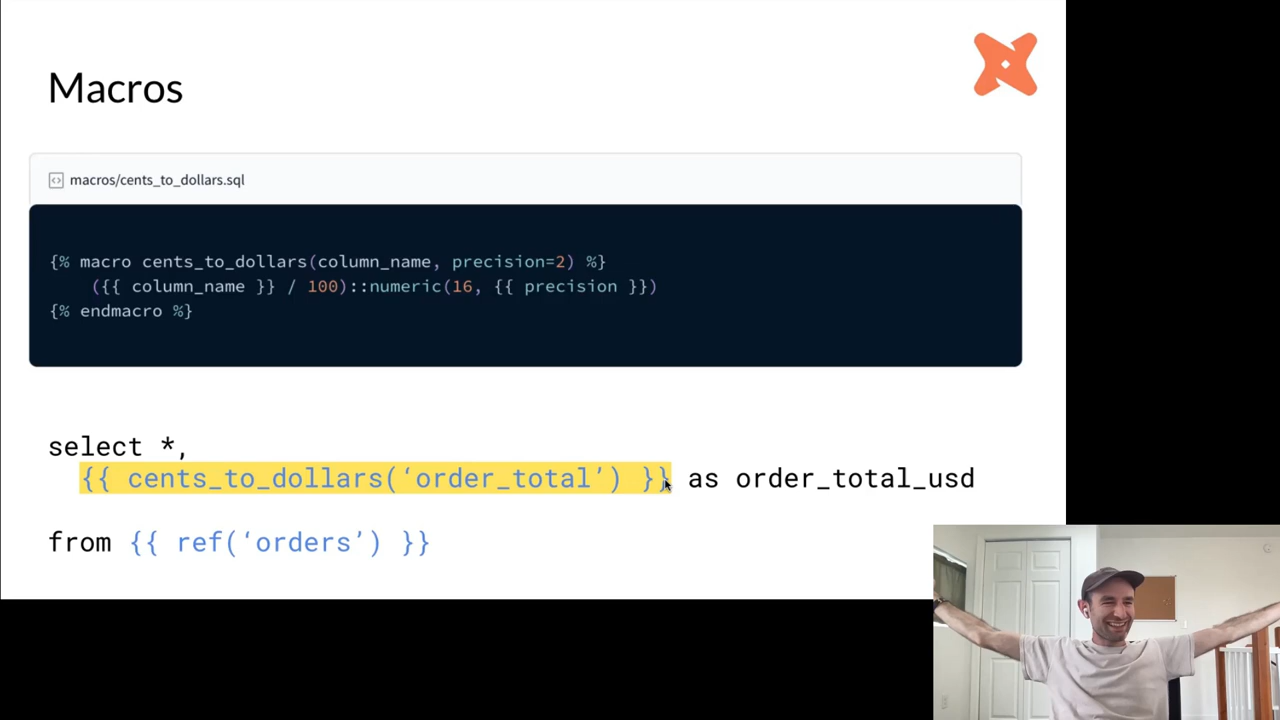 Macros
macros/cents_to_dollars.sql
{% macro cents_to_dollars(column_name, precision=2) %}
({{ column_name }} / 100)::numeric(16, {{ precision }})
{% endmacro %}
select *,
{{ cents_to_dollars(‘order_total’) }} as order_total_usd
from {{ ref(‘orders’) }}